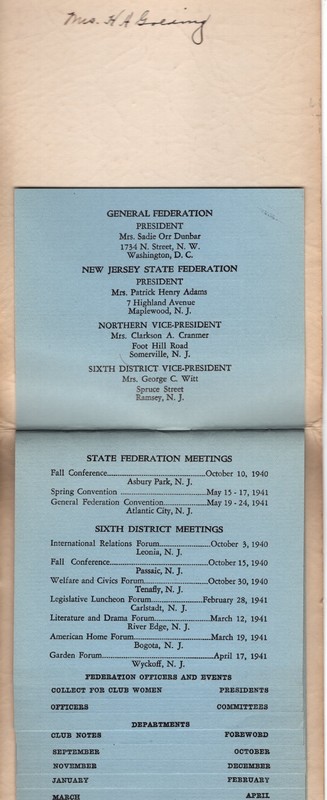 Mrs. H A Goesing
GENERAL FEDERATION
PRESIDENT
Mrs. Sadie Orr Dunbar
1734 N. Street, N. W.
Washington, D. C.
NEW JERSEY STATE FEDERATION
PRESIDENT
Mrs. Patrick Henry Adams
7 Highland Avenue
Maplewood, N. J.
NORTHERN VICE-PRESIDENT
Mrs. Clarkson A. Cranmer
Foot Hill Road
Somerville, N. J.
SIXTH DISTRICT VICE-PRESIDENT
Mrs. George C. Witt
Spruce Street
Ramsey, N. J.
STATE FEDERATION MEETINGS
Fall Conference....October 10, 1940
Asbury Park, N. J.
Spring Convention ....May 15 - 17, 1941
General Federation Convention....May 19-24, 1941
Atlantic City, N. J.
SIXTH DISTRICT MEETINGS
International Relations Forum....October 3, 1940
Leonia, N. J.
Fall Conference....October 15, 1940
Passaic, N. J.
Welfare and Civics Forum....October 30, 1940
Tenafly, N. J.
Legislative Luncheon Forum....February 28, 1941
Carlstadt, N. J.
Literature and Drama Forum....March 12, 1941
River Edge, N. J.
American Home Forum....March 19, 1941
Bogota, N. J.
Garden Forum....April 17, 1941
Wyckoff, N. J.
FEDERATION OFFICERS AND EVENTS
COLLECT FOR CLUB WOMEN PRESIDENTS
OFFICERS COMMITTEES
DEPARTMENTS
CLUB NOTES FOREWORD
SEPTEMBER OCTOBER
NOVEMBER DECEMBER
JANUARY FEBRUARY
MARCH APRIL